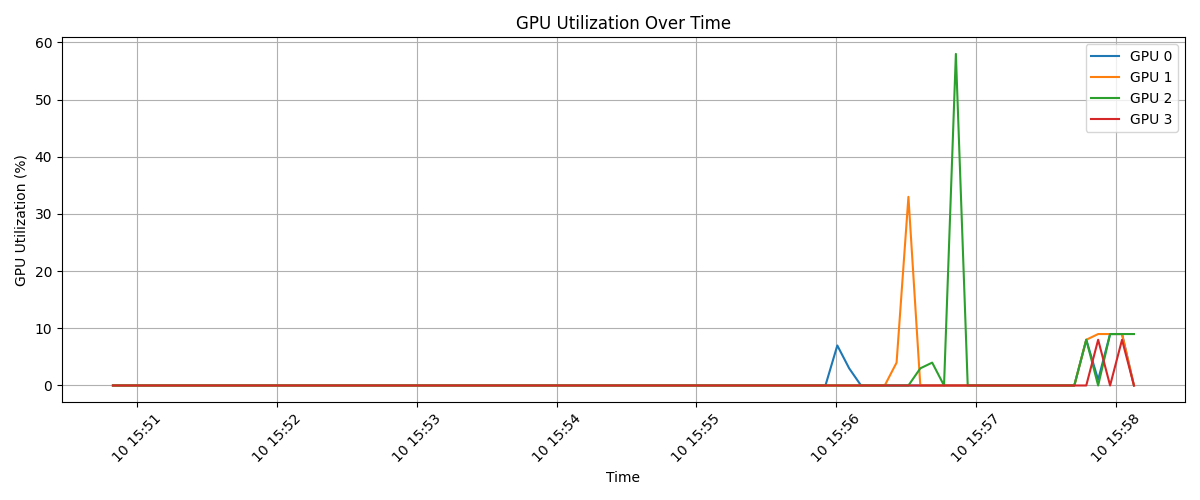 GPU Utilization Over Time
GPU Utilization (%)
60
50
40
30
20
10
0
GPU 0
GPU 1
GPU 2
GPU 3
10 15:51
10 15:52
10 15:53
10 15:54
10 15:55
10 15:56
10 15:57
10 15:58
Time